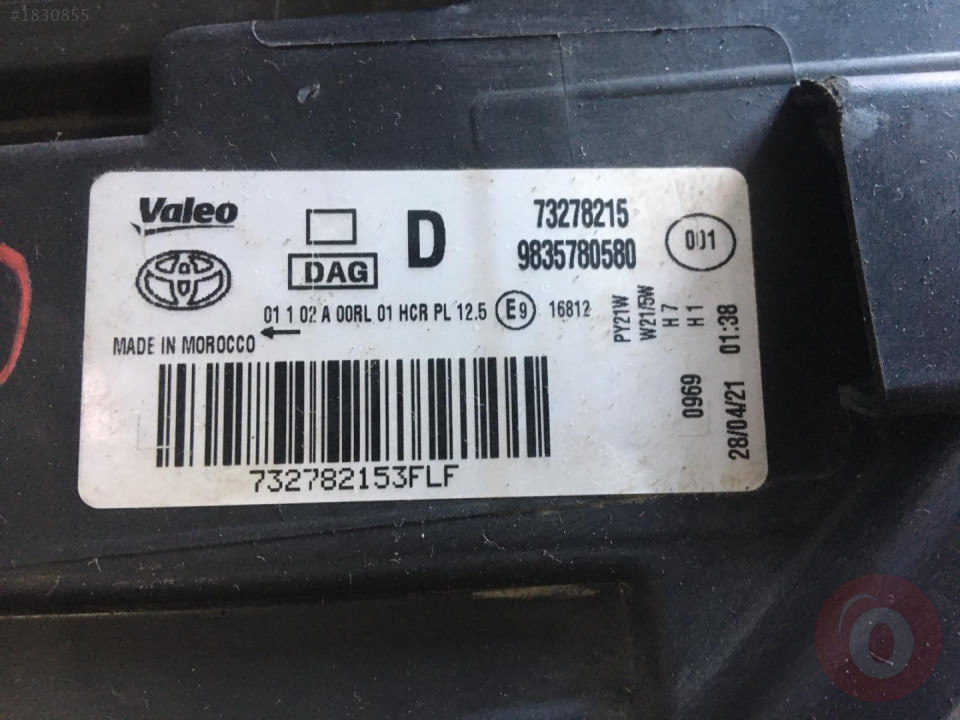 #1830855
Valeo
D
73278215
9835780580
001
DAG
01 1 02 A 00RL 01 HCR PL 12.5 E9 16812
MADE IN MOROCCO
PY21W
W21/5W
H7
H1
0969
28/04/21 01:38
732782153FLF